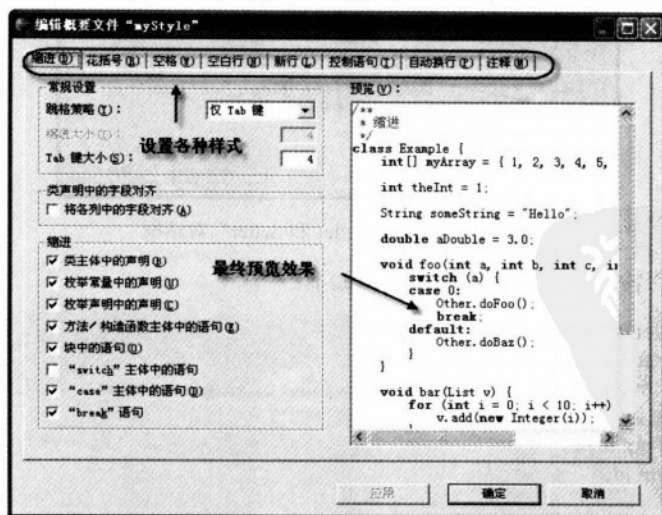 编辑概要文件“myStyle”
缩进(D) 花括号(B) 空格(W) 空白行(N) 新行(L) 控制语句(T) 自动换行(P) 注释(M)
常规设置
跳格策略(Y): 仅 Tab 键
缩进大小(I): 4
Tab 键大小(S): 4
设置各种样式
类声明中的字段对齐
将各列中的字段对齐(A)
缩进
类主体中的声明(B)
枚举常量中的声明(U)
枚举声明中的声明(C)
方法/构造函数主体中的语句(E)
块中的语句(O)
“switch”主体中的语句
“case”主体中的语句(D)
“break”语句
最终预览效果
预览(V):
/**
* 缩进
*/
class Example {
int[] myArray = { 1, 2, 3, 4, 5,
int theInt = 1;
String someString = "Hello";
double aDouble = 3.0;
void foo(int a, int b, int c, in
switch (a) {
case 0:
Other.doFoo();
break;
default:
Other.doBaz();
}
}
void bar(List v) {
for (int i = 0; i < 10; i++)
v.add(new Integer(i));
应用 确定 取消